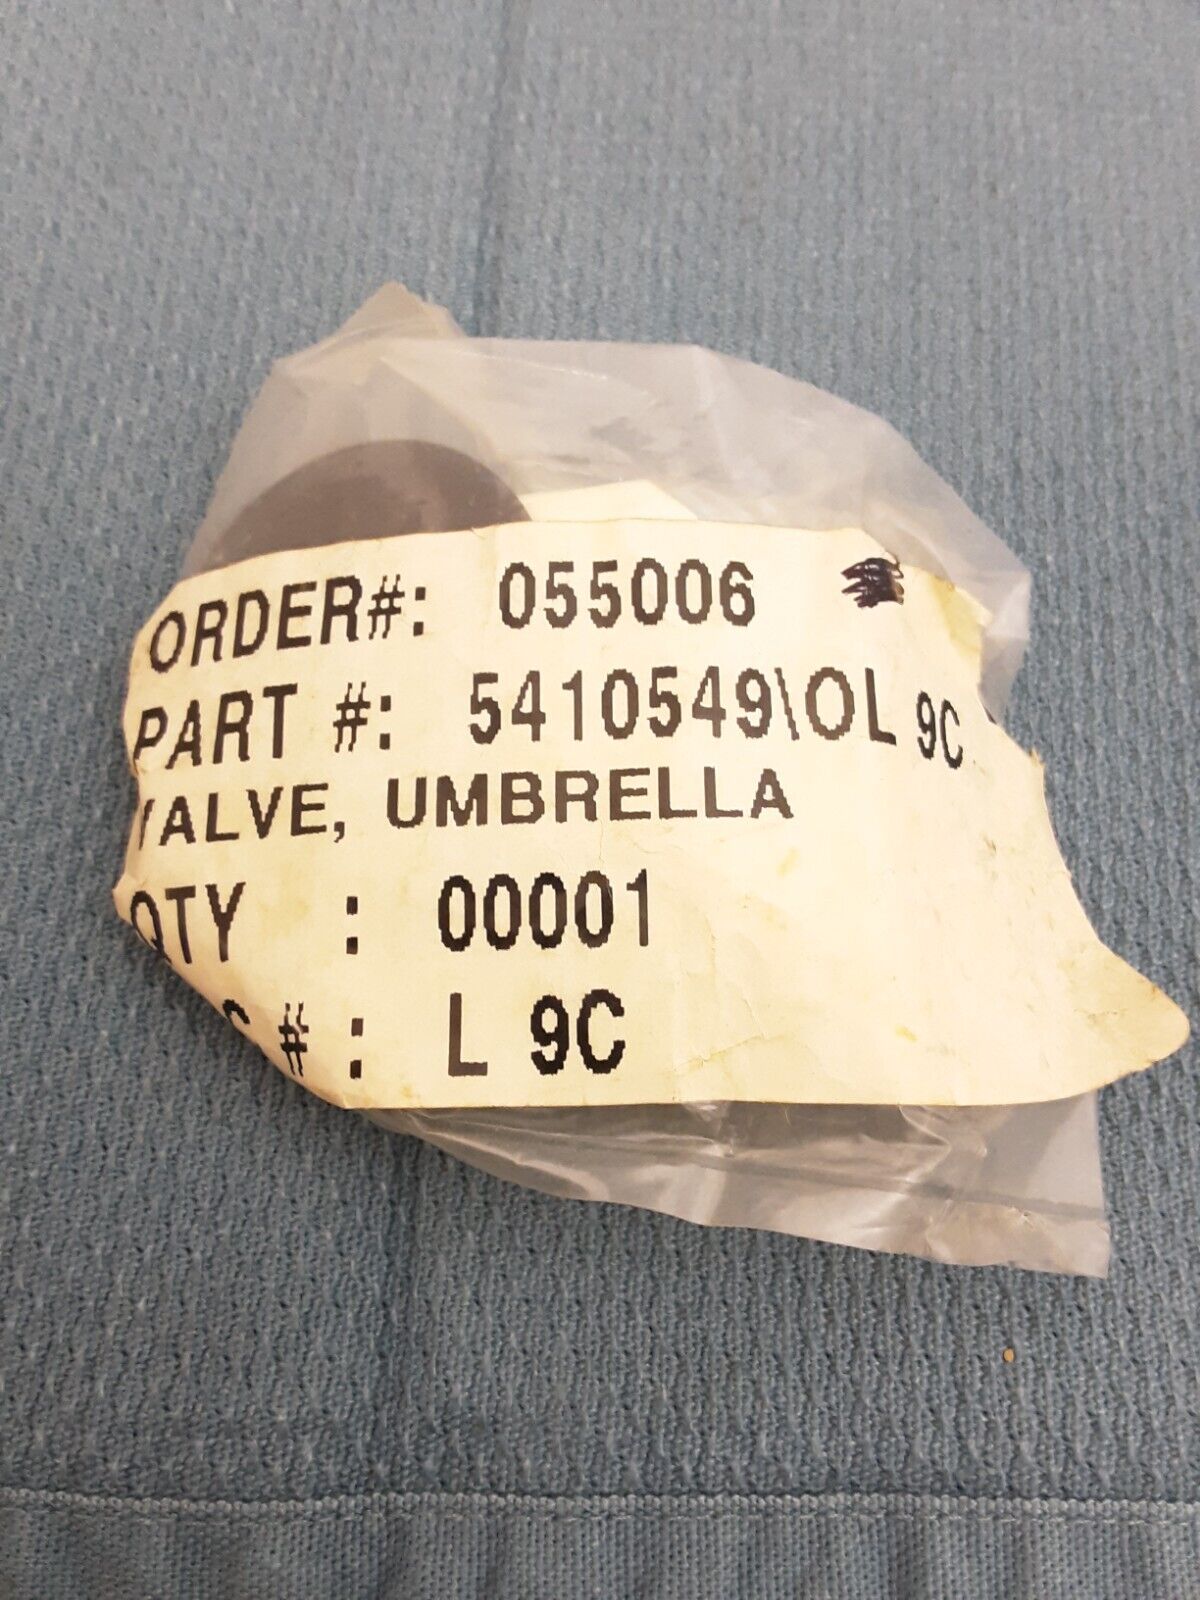 ORDER#: 055006
PART #: 5410549\OL 9C
VALVE, UMBRELLA
QTY : 00001
# : L 9C